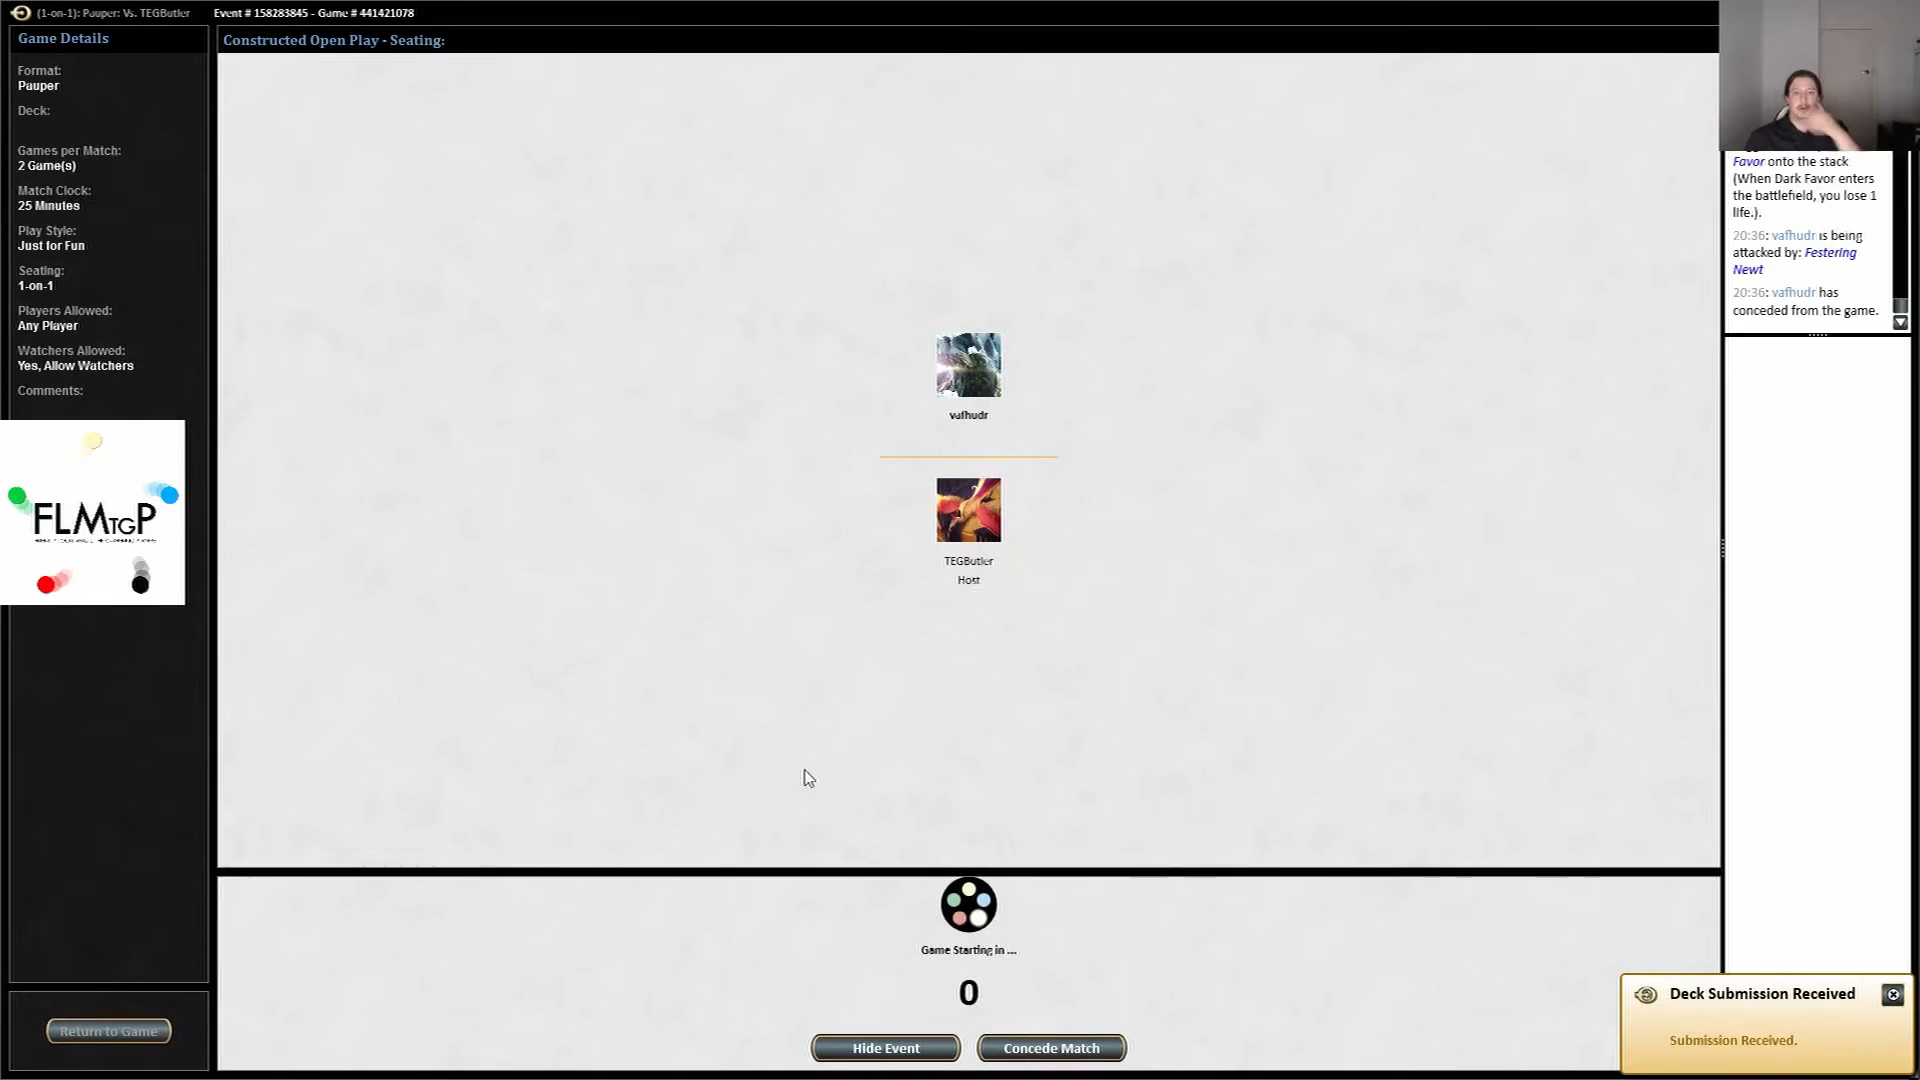 (1-on-1): Pauper: Vs. TEGButler
Event # 158283845 - Game # 441421078
Game Details
Format:
Pauper
Deck:
Games per Match:
2 Game(s)
Match Clock:
25 Minutes
Play Style:
Just for Fun
Seating:
1-on-1
Players Allowed:
Any Player
Watchers Allowed:
Yes, Allow Watchers
Comments:
FLMTGP
Return to Game
Constructed Open Play - Seating:
vafhudr
TEGButler
Host
Game Starting in ...
0
Hide Event
Concede Match
Favor onto the stack
(When Dark Favor enters
the battlefield, you lose 1
life.).
20:36: vafhudr is being
attacked by: Festering
Newt
20:36: vafhudr has
conceded from the game.
Deck Submission Received
Submission Received.